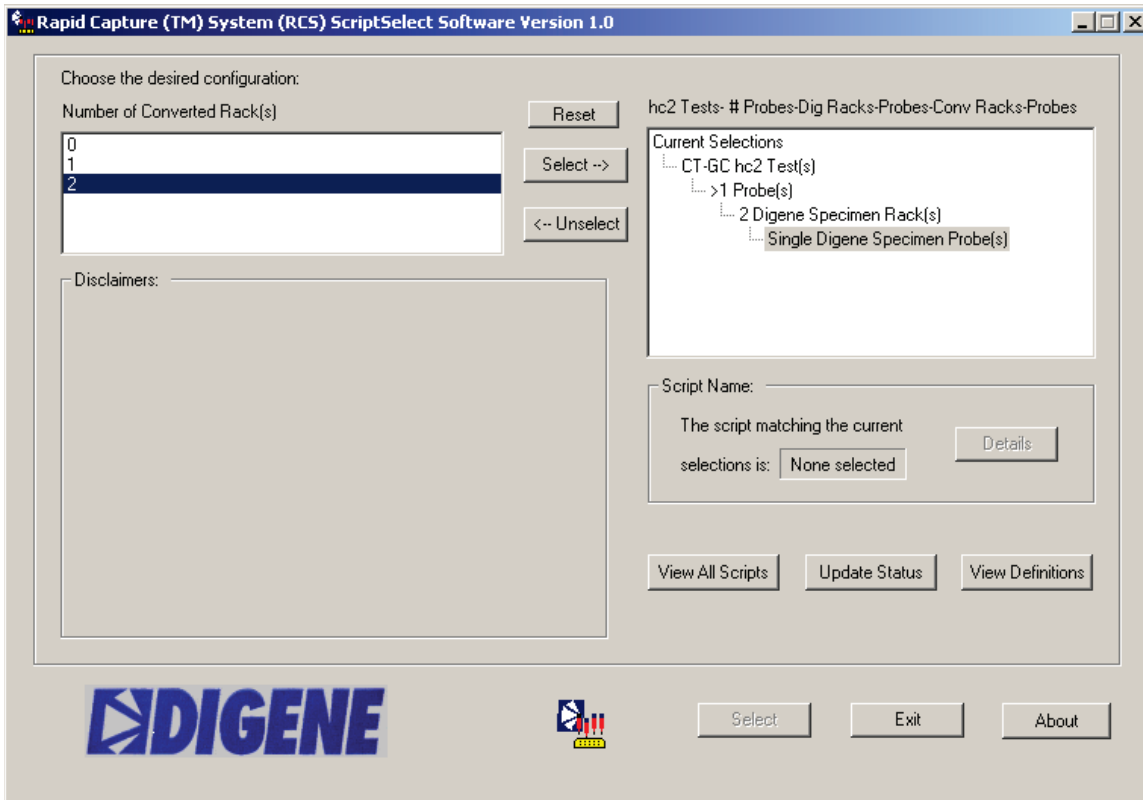 Rapid Capture (TM) System (RCS) ScriptSelect Software Version 1.0
Choose the desired configuration:
Number of Converted Rack(s)
0
1
2
Reset
Select -->
<-- Unselect
hc2 Tests- # Probes-Dig Racks-Probes-Conv Racks-Probes
Current Selections
CT-GC hc2 Test(s)
>1 Probe(s)
2 Digene Specimen Rack(s)
Single Digene Specimen Probe(s)
Disclaimers:
Script Name:
The script matching the current
selections is: None selected
Details
View All Scripts
Update Status
View Definitions
DIGENE
Select
Exit
About